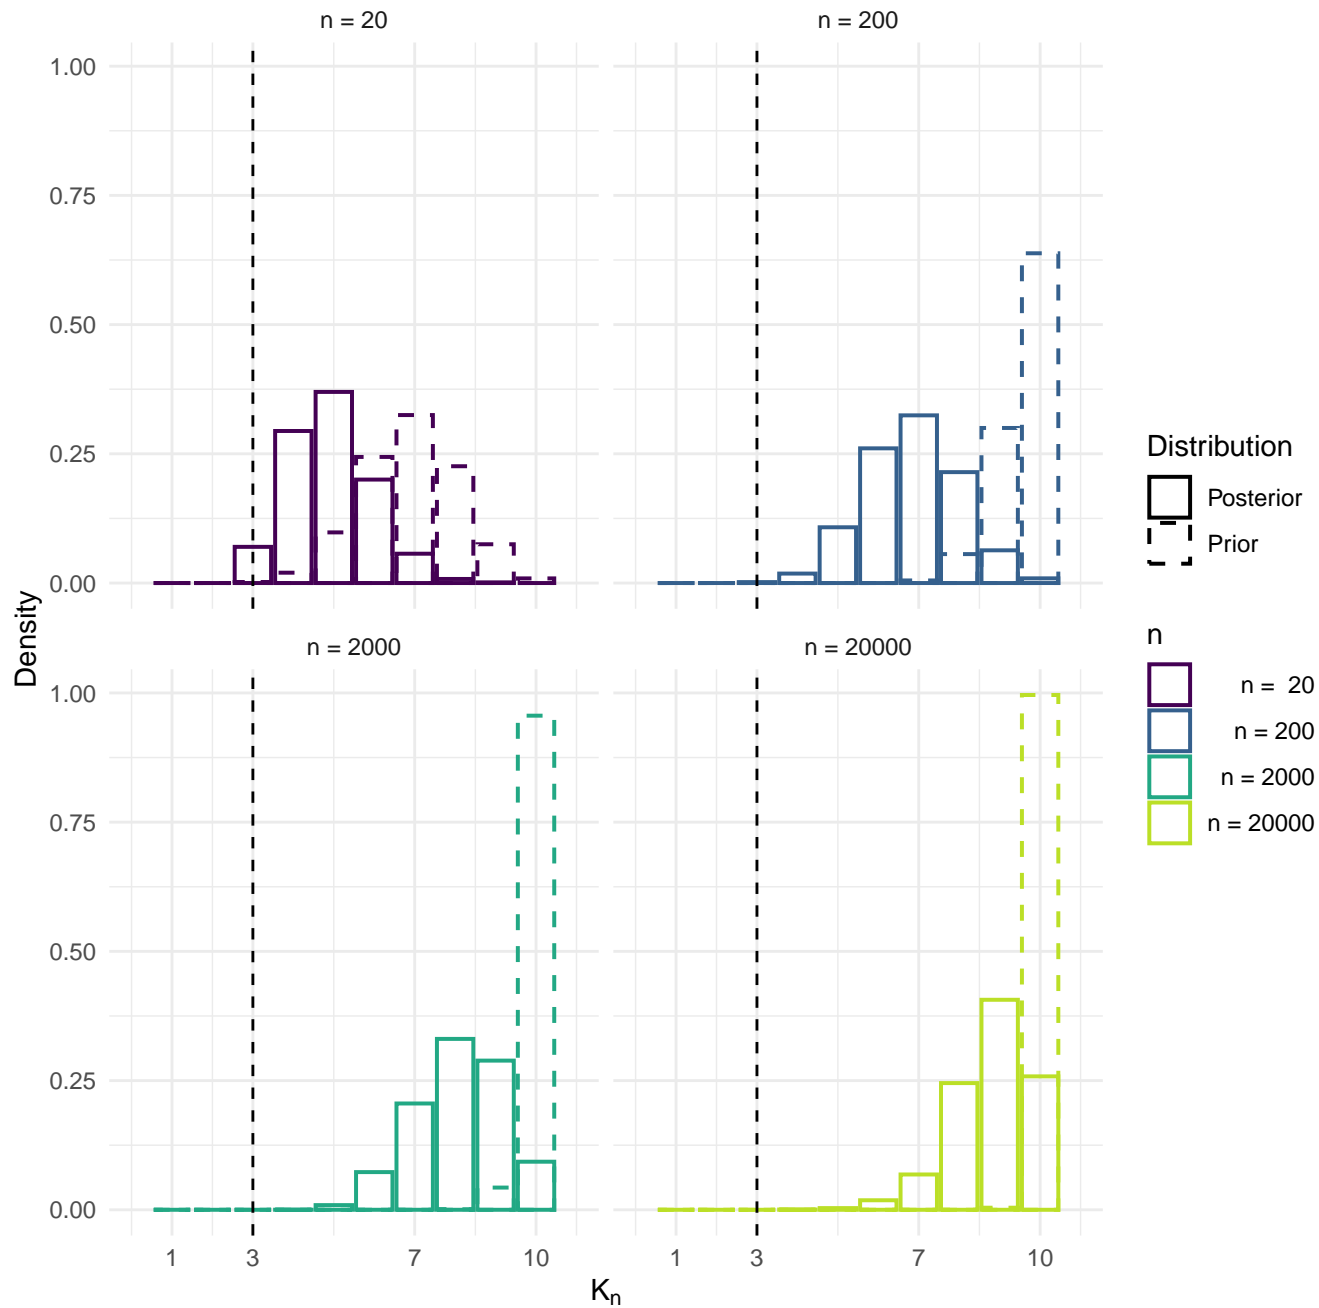 n = 20
n = 200
1.00
0.75
0.50
0.25
0.00
n = 2000
n = 20000
1.00
0.75
0.50
0.25
0.00
1 3 7 10
1 3 7 10
Kn
Density
Distribution
Posterior
Prior
n
n = 20
n = 200
n = 2000
n = 20000